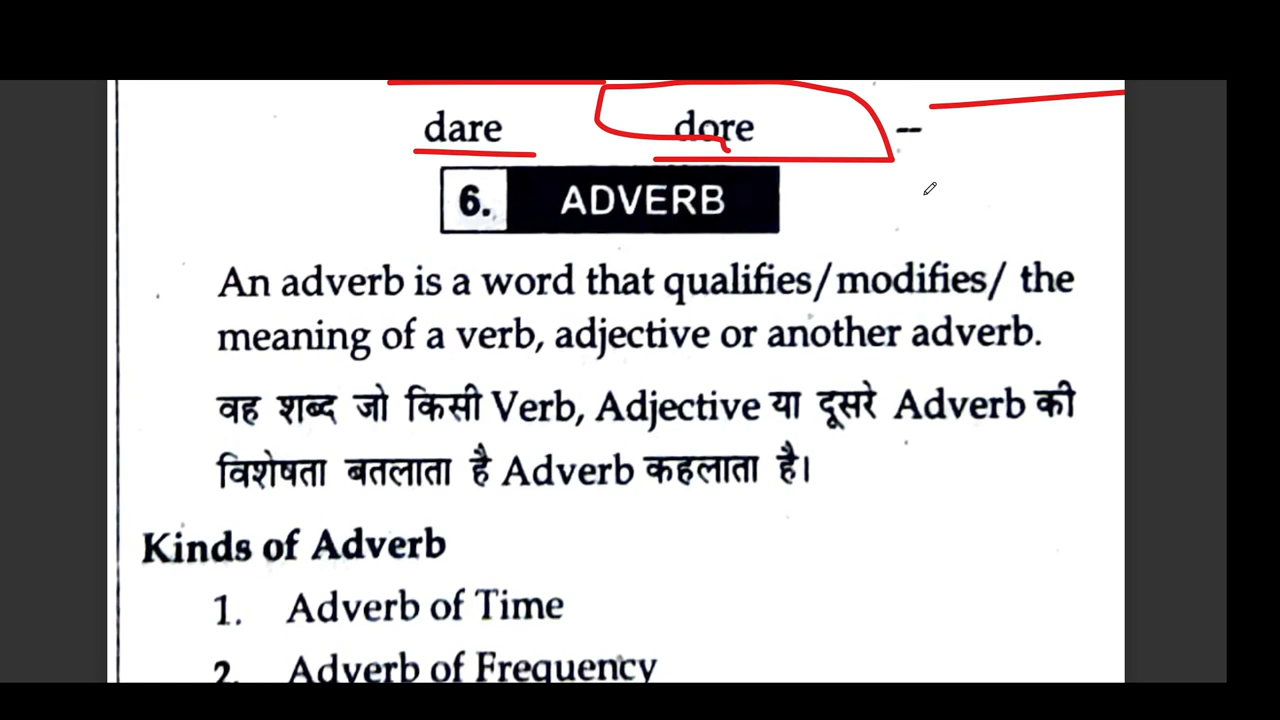 dare dore --
6. ADVERB
An adverb is a word that qualifies/modifies/ the
meaning of a verb, adjective or another adverb.
वह शब्द जो किसी Verb, Adjective या दूसरे Adverb की
विशेषता बतलाता है Adverb कहलाता है।
Kinds of Adverb
1. Adverb of Time
2. Adverb of Frequency